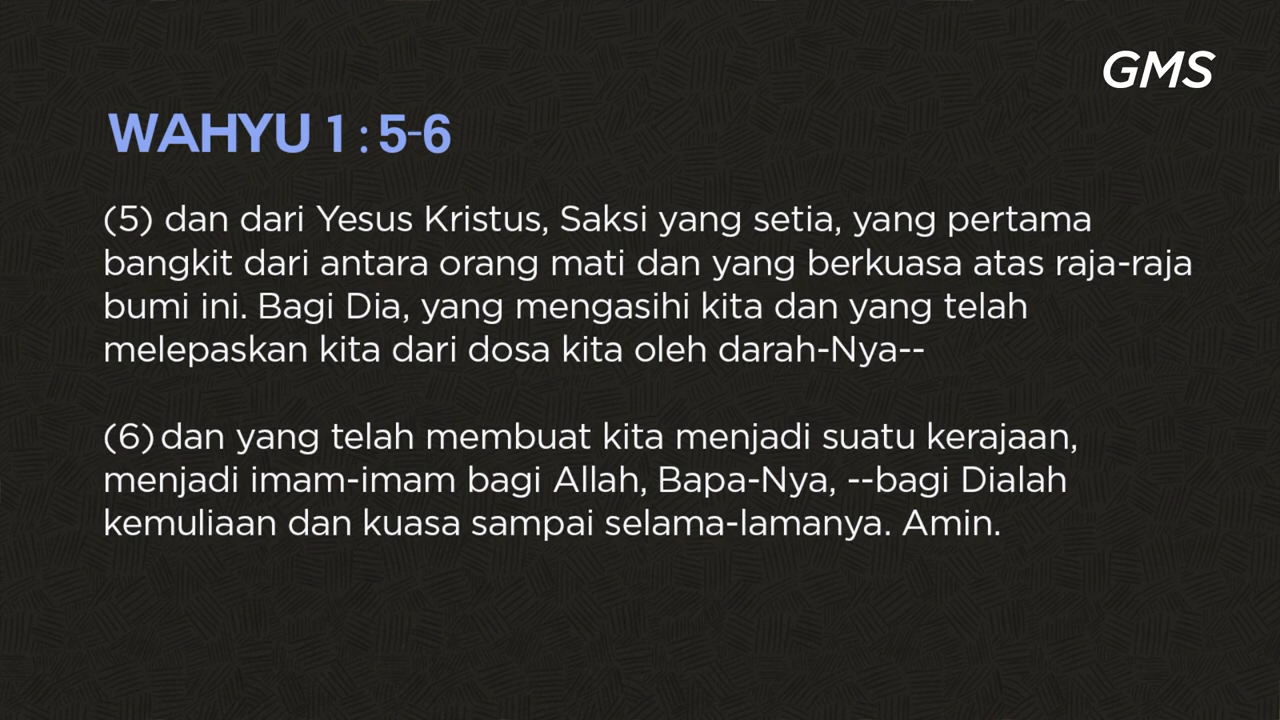 GMS
WAHYU 1 : 5-6
(5) dan dari Yesus Kristus, Saksi yang setia, yang pertama
bangkit dari antara orang mati dan yang berkuasa atas raja-raja
bumi ini. Bagi Dia, yang mengasihi kita dan yang telah
melepaskan kita dari dosa kita oleh darah-Nya--
(6) dan yang telah membuat kita menjadi suatu kerajaan,
menjadi imam-imam bagi Allah, Bapa-Nya, --bagi Dialah
kemuliaan dan kuasa sampai selama-lamanya. Amin.